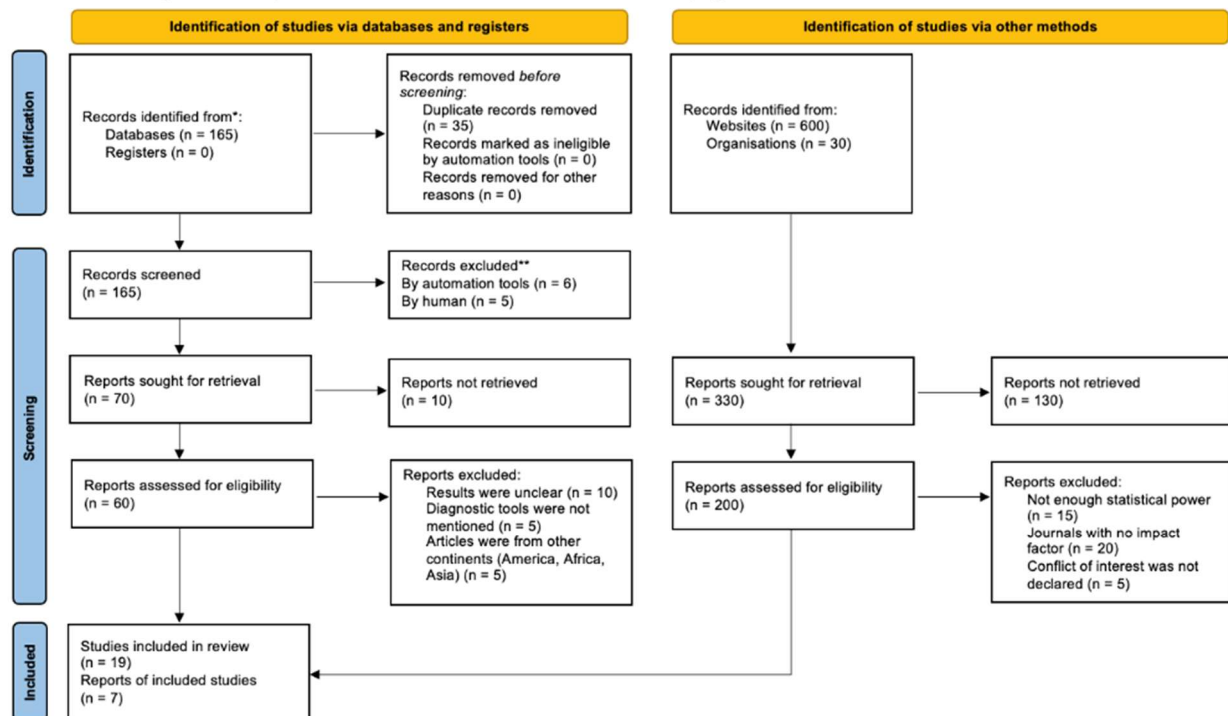 Identification of studies via databases and registers
Identification of studies via other methods
Identification
Records identified from*:
Databases (n = 165)
Registers (n = 0)
Records removed before
screening:
Duplicate records removed
(n = 35)
Records marked as ineligible
by automation tools (n = 0)
Records removed for other
reasons (n = 0)
Records identified from:
Websites (n = 600)
Organisations (n = 30)
Screening
Records screened
(n = 165)
Records excluded**
By automation tools (n = 6)
By human (n = 5)
Reports sought for retrieval
(n = 70)
Reports not retrieved
(n = 10)
Reports sought for retrieval
(n = 330)
Reports not retrieved
(n = 130)
Reports assessed for eligibility
(n = 60)
Reports excluded:
Results were unclear (n = 10)
Diagnostic tools were not
mentioned (n = 5)
Articles were from other
continents (America, Africa,
Asia) (n = 5)
Reports assessed for eligibility
(n = 200)
Reports excluded:
Not enough statistical power
(n = 15)
Journals with no impact
factor (n = 20)
Conflict of interest was not
declared (n = 5)
Included
Studies included in review
(n = 19)
Reports of included studies
(n = 7)